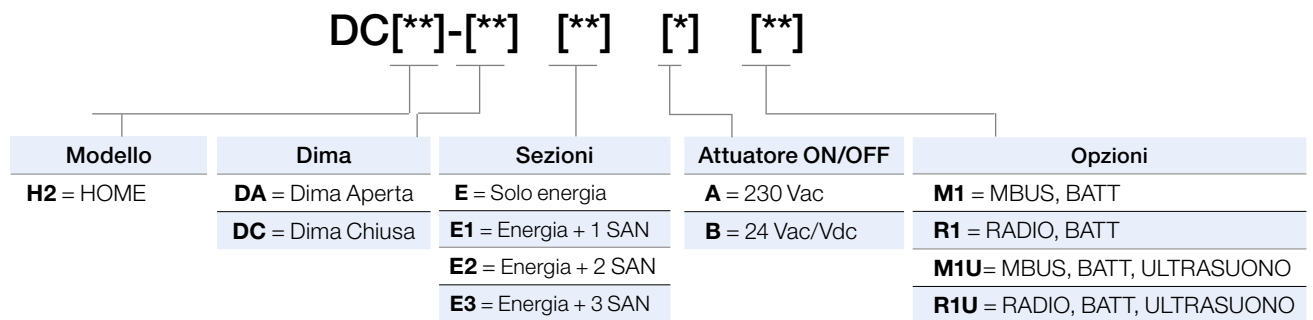 DC[**]-[**] [**] [*] [**]
Modello Dima Sezioni Attuatore ON/OFF Opzioni
H2 = HOME DA = Dima Aperta E = Solo energia A = 230 Vac M1 = MBUS, BATT
DC = Dima Chiusa E1 = Energia + 1 SAN B = 24 Vac/Vdc R1 = RADIO, BATT
E2 = Energia + 2 SAN M1U= MBUS, BATT, ULTRASUONO
E3 = Energia + 3 SAN R1U = RADIO, BATT, ULTRASUONO